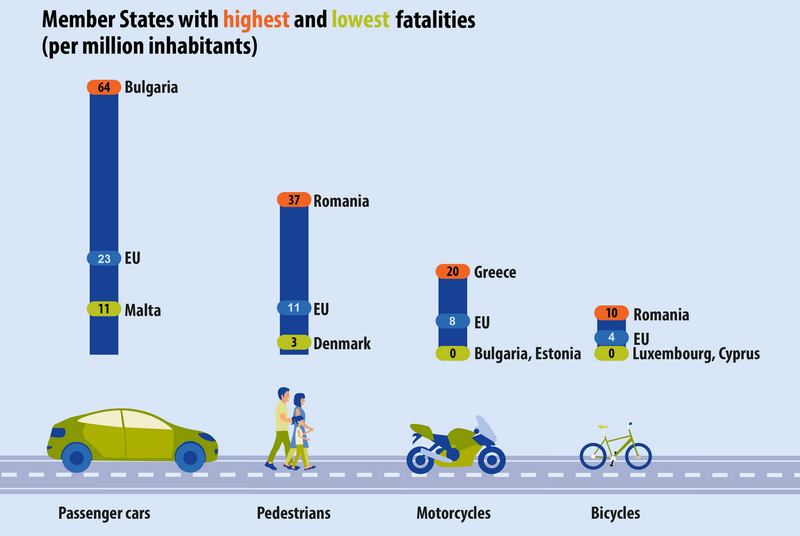 Member States with highest and lowest fatalities
(per million inhabitants)
64 Bulgaria
23 EU
11 Malta
37 Romania
11 EU
3 Denmark
20 Greece
8 EU
0 Bulgaria, Estonia
10 Romania
4 EU
0 Luxembourg, Cyprus
Passenger cars
Pedestrians
Motorcycles
Bicycles